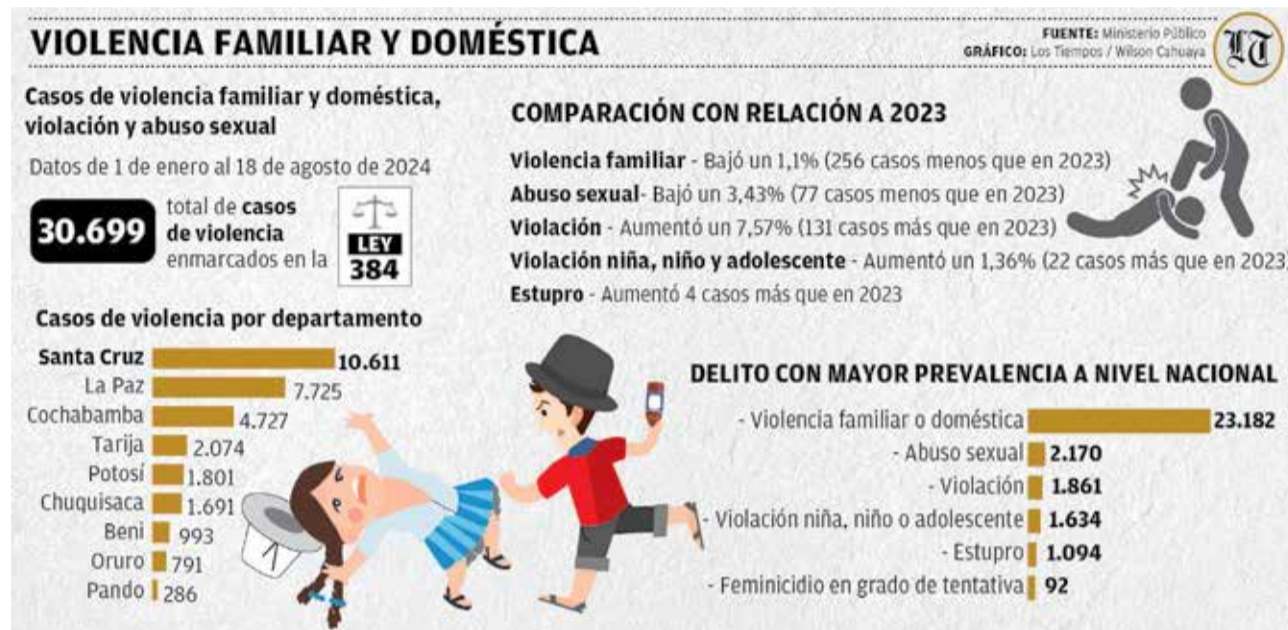 VIOLENCIA FAMILIAR Y DOMÉSTICA
FUENTE: Ministerio Público
GRÁFICO: Los Tiempos / Wilson Cahuaya
LT
Casos de violencia familiar y doméstica,
violación y abuso sexual
Datos de 1 de enero al 18 de agosto de 2024
30.699
total de casos
de violencia
enmarcados en la
LEY
384
Casos de violencia por departamento
Santa Cruz 10.611
La Paz 7.725
Cochabamba 4.727
Tarija 2.074
Potosí 1.801
Chuquisaca 1.691
Beni 993
Oruro 791
Pando 286
COMPARACIÓN CON RELACIÓN A 2023
Violencia familiar - Bajó un 1,1% (256 casos menos que en 2023)
Abuso sexual- Bajó un 3,43% (77 casos menos que en 2023)
Violación - Aumentó un 7,57% (131 casos más que en 2023)
Violación niña, niño y adolescente - Aumentó un 1,36% (22 casos más que en 2023)
Estupro - Aumentó 4 casos más que en 2023
DELITO CON MAYOR PREVALENCIA A NIVEL NACIONAL
- Violencia familiar o doméstica 23.182
- Abuso sexual 2.170
- Violación 1.861
- Violación niña, niño o adolescente 1.634
- Estupro 1.094
- Feminicidio en grado de tentativa 92